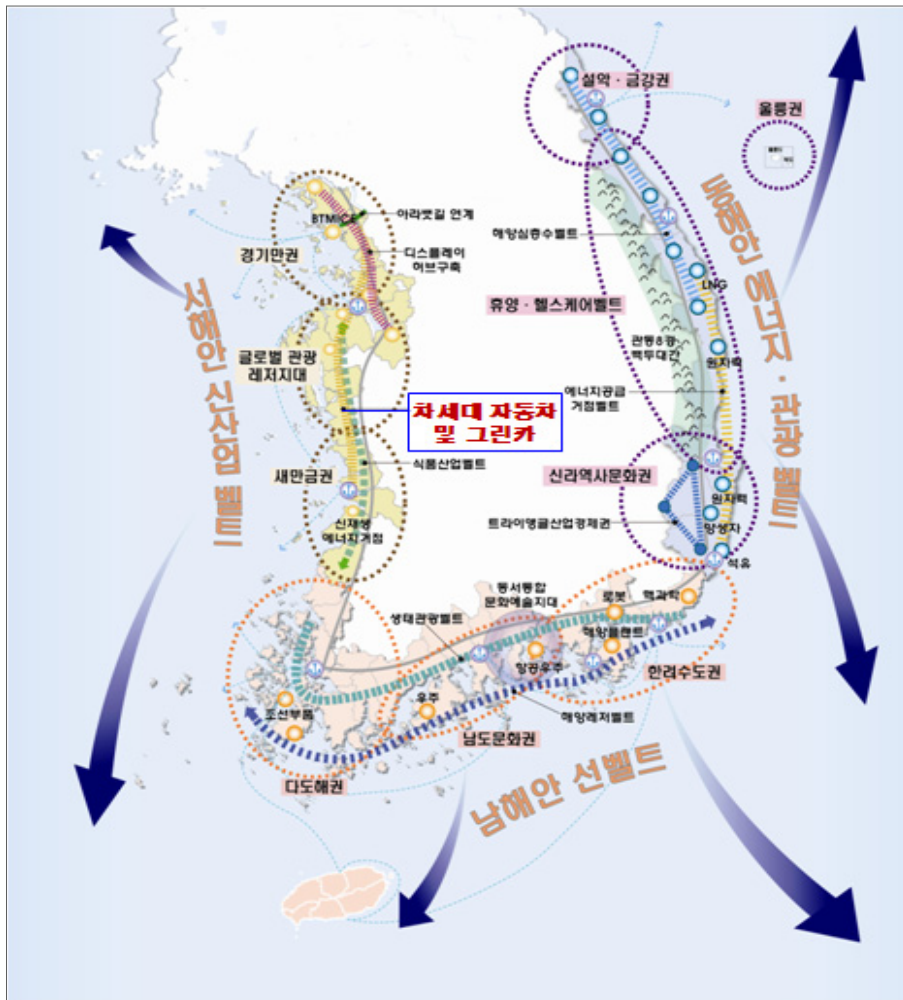 설악 · 금강권
울릉권
BTMICE
아라뱃길 연계
경기만권
디스플레이
허브구축
해양심층수벨트
LNG
휴양 · 헬스케어벨트
관동8경
백두대간
원자력
에너지공급
거점벨트
글로벌 관광
레저지대
차세대 자동차
및 그린카
식품산업벨트
새만금권
신재생
에너지거점
신라역사문화권
원자력
트라이앵글산업경제권
양성자
석유
동서통합
문화예술지대
생태관광벨트
로봇
핵과학
해양플랜트
항공우주
한려수도권
우주
해양레저벨트
조선부품
남도문화권
다도해권
서해안 신산업 벨트
동해안 에너지 · 관광 벨트
남해안 선벨트